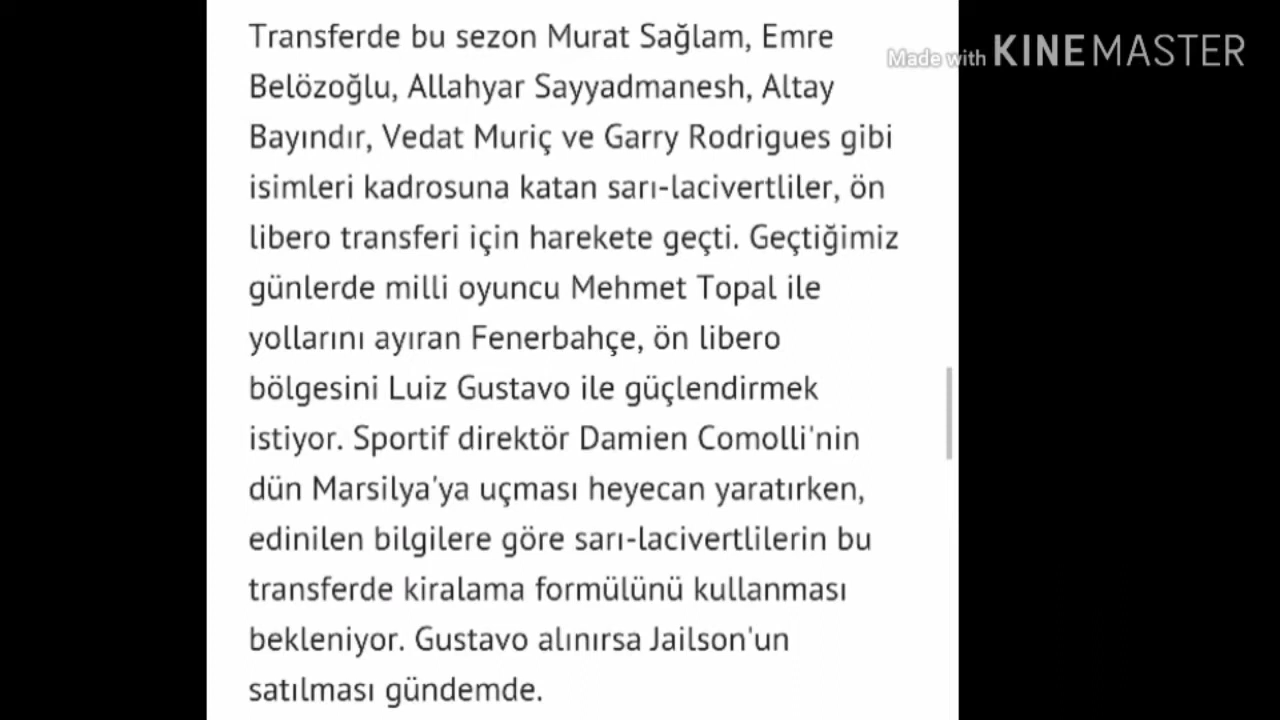 Transferde bu sezon Murat Sağlam, Emre
Belözoğlu, Allahyar Sayyadmanesh, Altay
Bayındır, Vedat Muriç ve Garry Rodrigues gibi
isimleri kadrosuna katan sarı-lacivertliler, ön
libero transferi için harekete geçti. Geçtiğimiz
günlerde milli oyuncu Mehmet Topal ile
yollarını ayıran Fenerbahçe, ön libero
bölgesini Luiz Gustavo ile güçlendirmek
istiyor. Sportif direktör Damien Comolli'nin
dün Marsilya'ya uçması heyecan yaratırken,
edinilen bilgilere göre sarı-lacivertlilerin bu
transferde kiralama formülünü kullanması
bekleniyor. Gustavo alınırsa Jailson'un
satılması gündemde.
Made with KINEMASTER